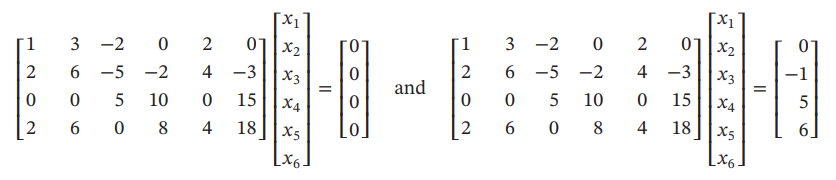 [1 3 −2 0 2 0] [x₁] [0] and [1 3 −2 0 2 0] [x₁] [0]
[2 6 −5 −2 4 −3] [x₂] [0] [2 6 −5 −2 4 −3] [x₂] [−1]
[0 0 5 10 0 15] [x₃] = [0] [0 0 5 10 0 15] [x₃] = [5]
[2 6 0 8 4 18] [x₄] [0] [2 6 0 8 4 18] [x₄] [6]
[x₅] [x₅]
[x₆] [x₆]